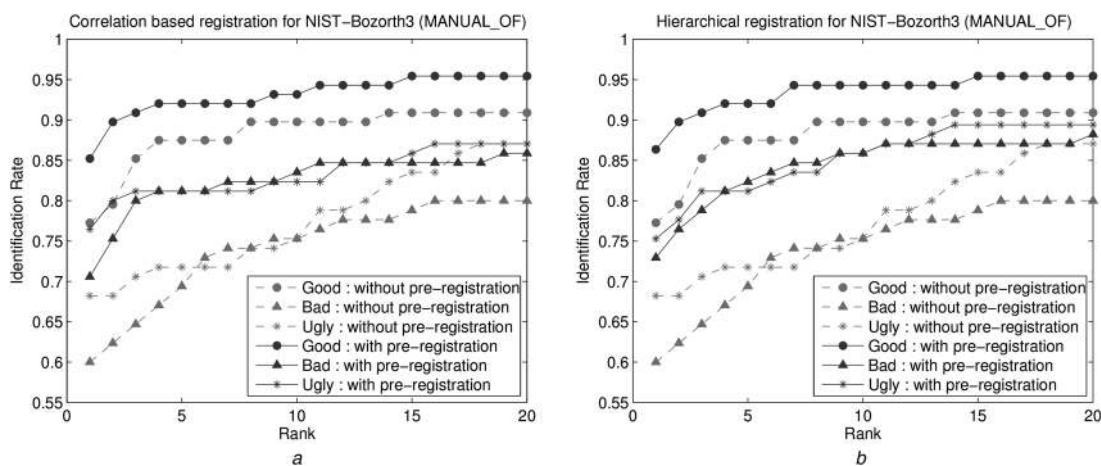 Correlation based registration for NIST−Bozorth3 (MANUAL_OF)
1
0.95
0.9
0.85
0.8
0.75
0.7
0.65
0.6
0.55
Identification Rate
Good : without pre−registration
Bad : without pre−registration
Ugly : without pre−registration
Good : with pre−registration
Bad : with pre−registration
Ugly : with pre−registration
0 5 10 15 20
Rank
a
Hierarchical registration for NIST−Bozorth3 (MANUAL_OF)
1
0.95
0.9
0.85
0.8
0.75
0.7
0.65
0.6
0.55
Identification Rate
Good : without pre−registration
Bad : without pre−registration
Ugly : without pre−registration
Good : with pre−registration
Bad : with pre−registration
Ugly : with pre−registration
0 5 10 15 20
Rank
b